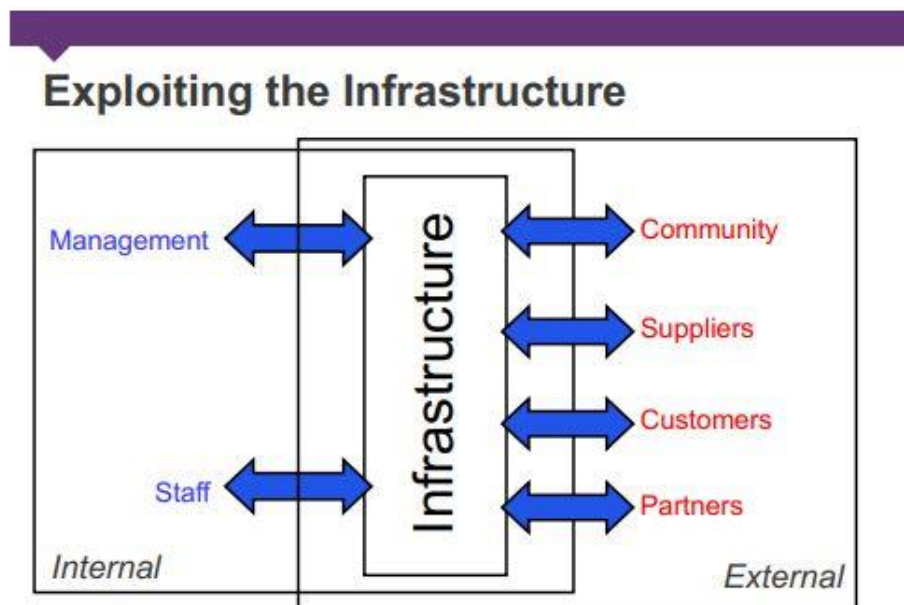 Exploiting the Infrastructure
Management
Staff
Internal
Infrastructure
Community
Suppliers
Customers
Partners
External